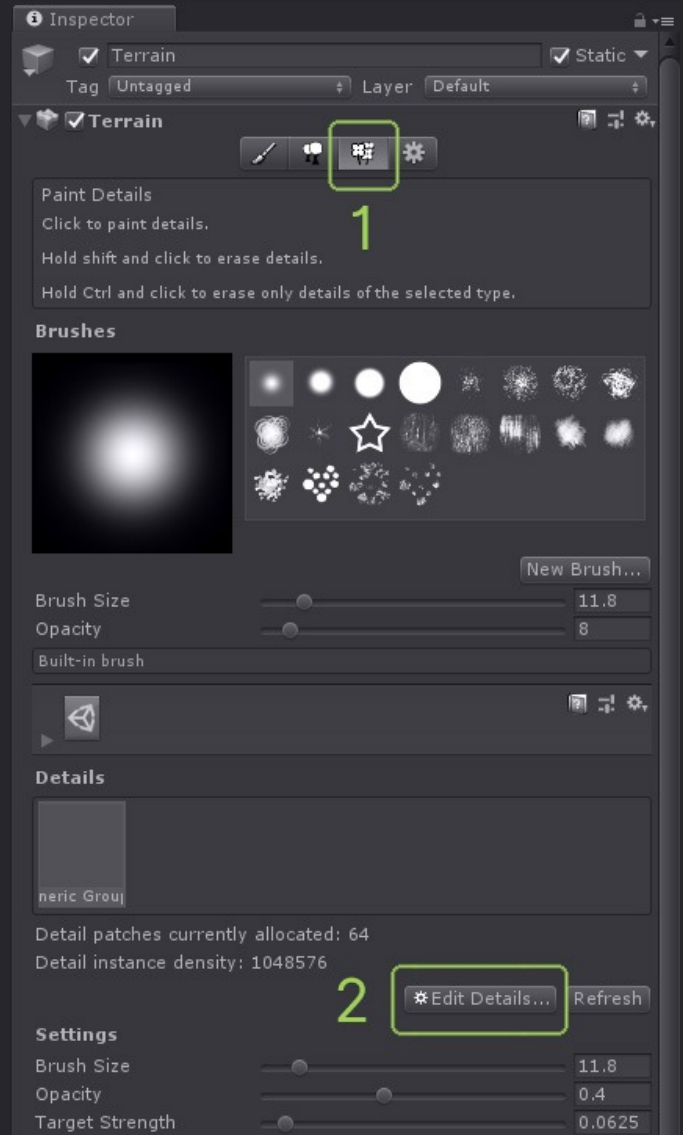 Inspector
Terrain Static
Tag Untagged Layer Default
Terrain
1
Paint Details
Click to paint details.
Hold shift and click to erase details.
Hold Ctrl and click to erase only details of the selected type.
Brushes
New Brush...
Brush Size 11.8
Opacity 8
Built-in brush
Details
neric Grou
Detail patches currently allocated: 64
Detail instance density: 1048576
2 Edit Details... Refresh
Settings
Brush Size 11.8
Opacity 0.4
Target Strength 0.0625